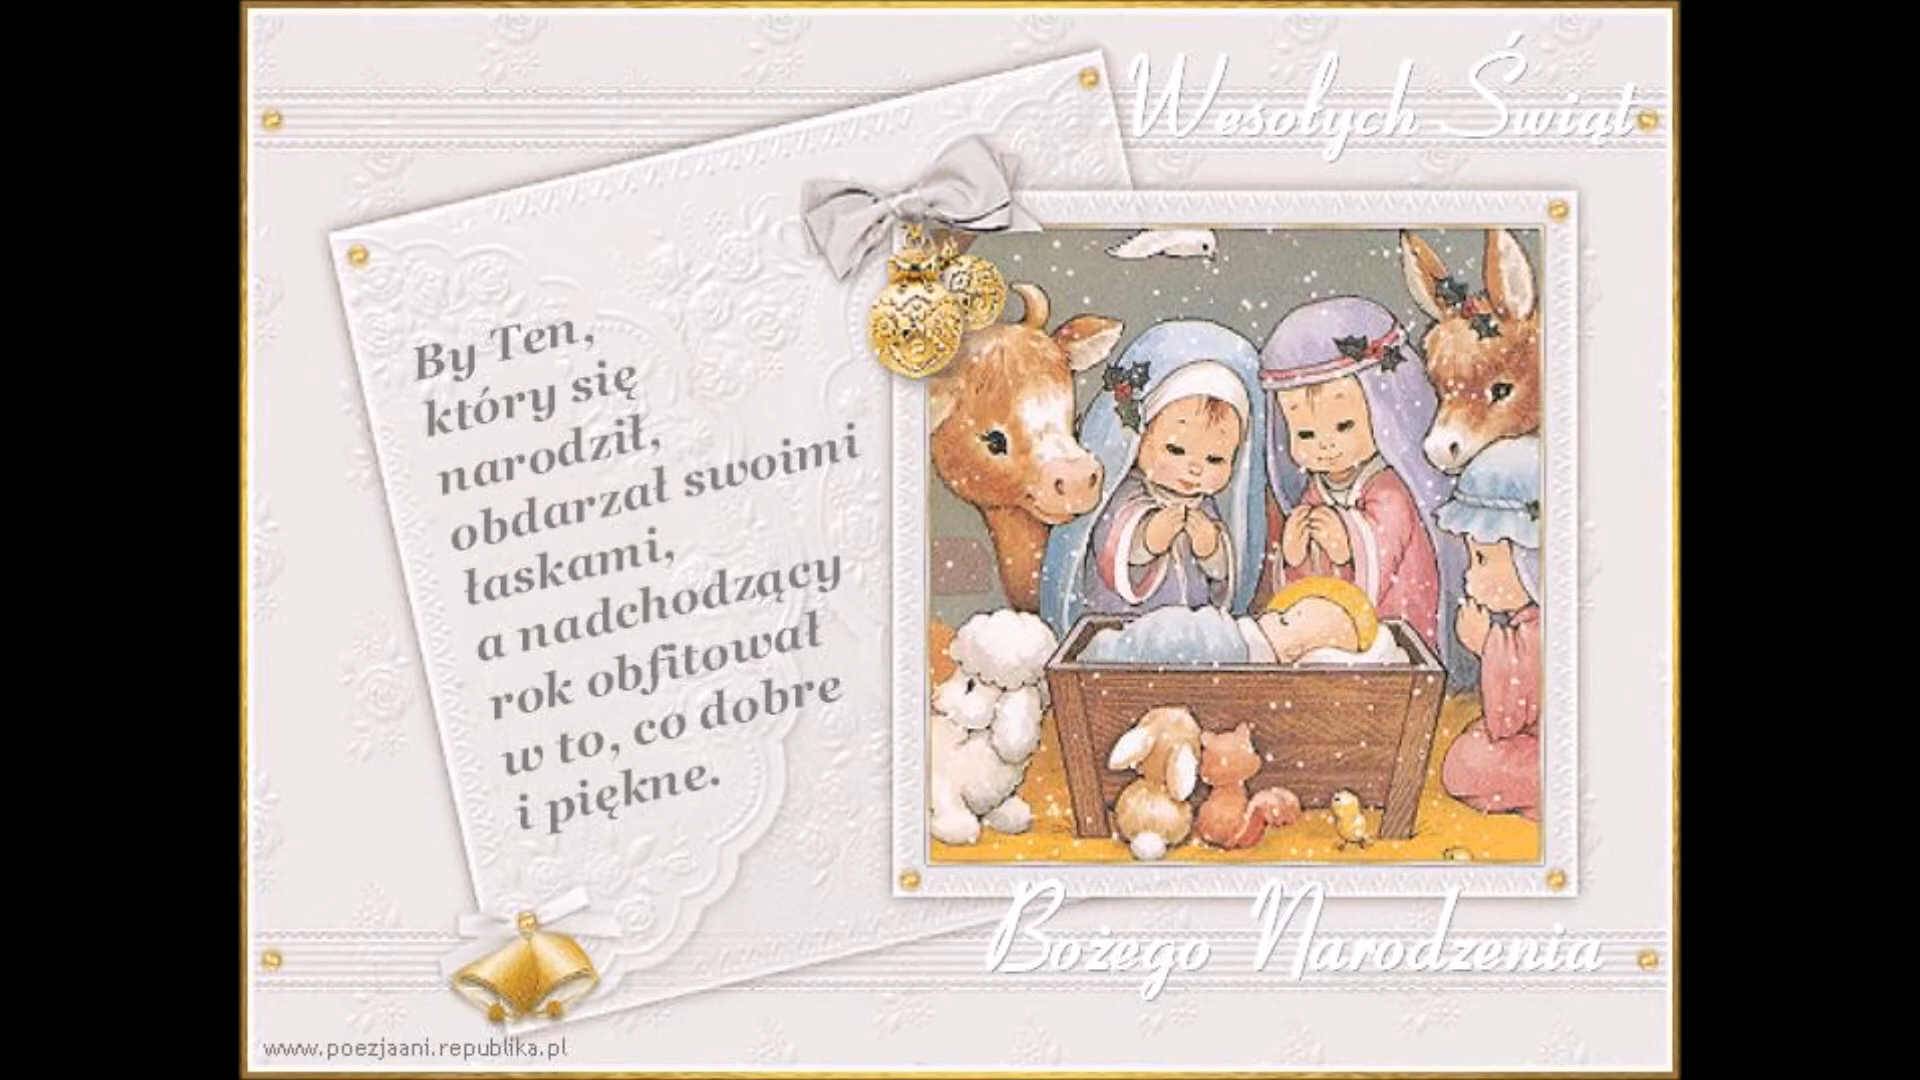 Wesołych Świąt
By Ten,
który się
narodził,
obdarzał swoimi
łaskami,
a nadchodzący
rok obfitował
w to, co dobre
i piękne.
Bożego Narodzenia
www.poezjaani.republika.pl